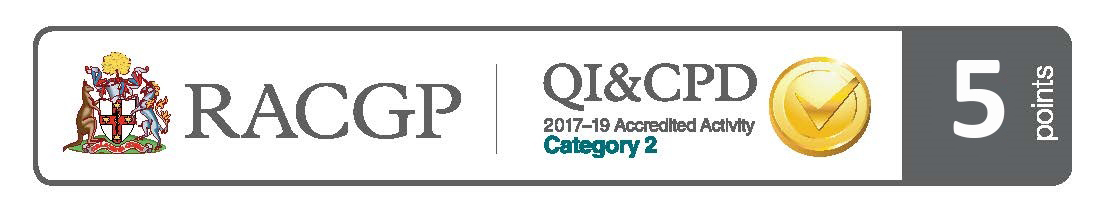 RACGP
QI&CPD
2017–19 Accredited Activity
Category 2
5
points